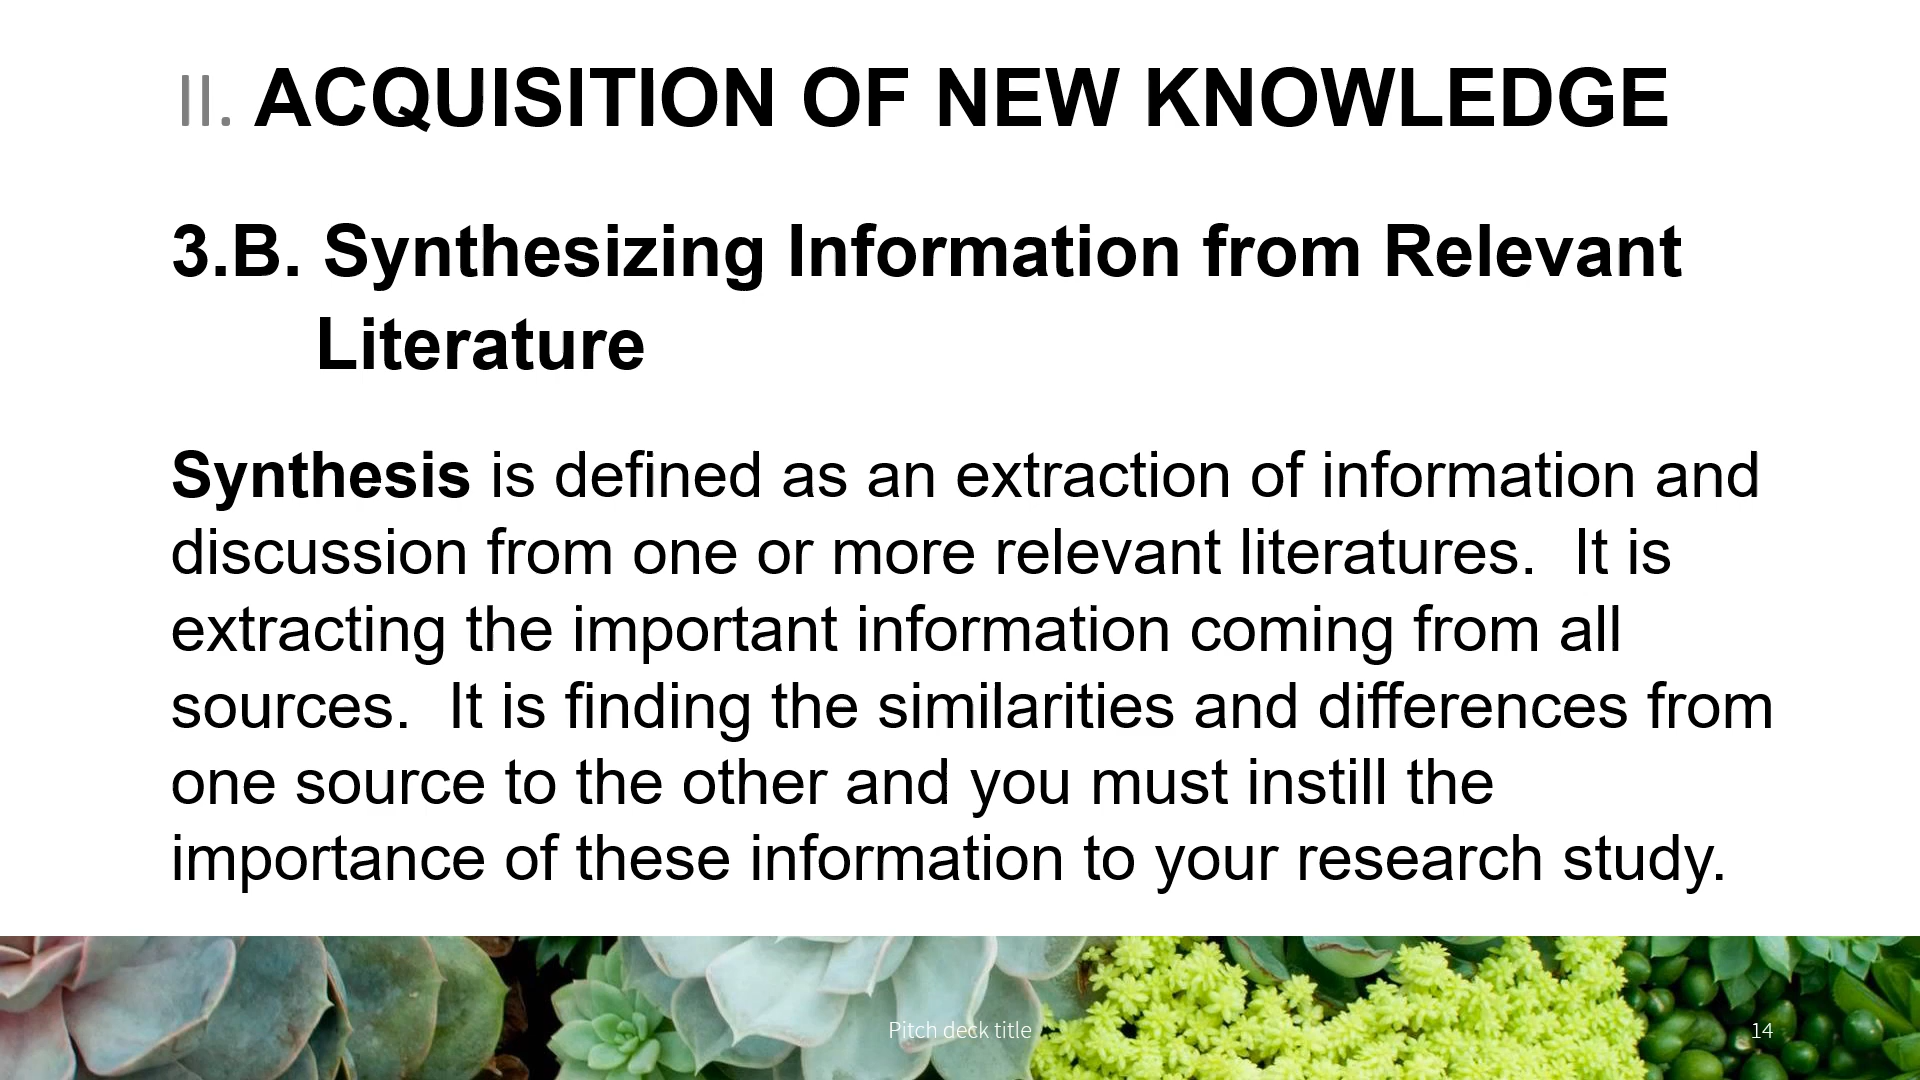 II. ACQUISITION OF NEW KNOWLEDGE
3.B. Synthesizing Information from Relevant
Literature
Synthesis is defined as an extraction of information and
discussion from one or more relevant literatures.  It is
extracting the important information coming from all
sources.  It is finding the similarities and differences from
one source to the other and you must instill the
importance of these information to your research study.
Pitch deck title
14